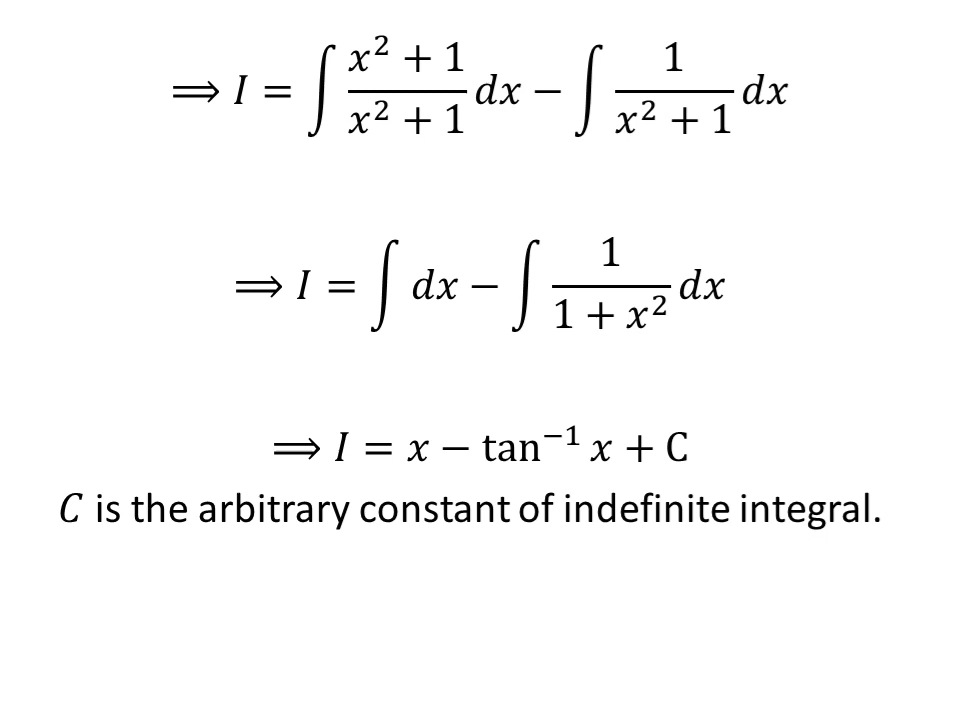 ⟹ I = ∫ (x² + 1)/(x² + 1) dx − ∫ 1/(x² + 1) dx
⟹ I = ∫ dx − ∫ 1/(1 + x²) dx
⟹ I = x − tan⁻¹ x + C
C is the arbitrary constant of indefinite integral.